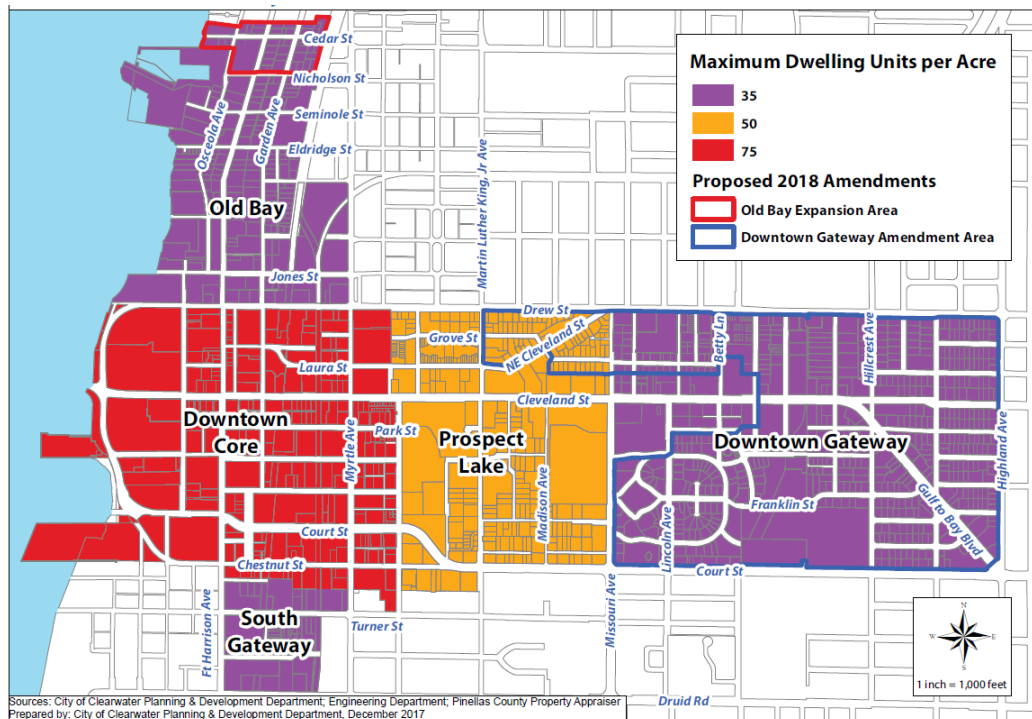 Cedar St
Nicholson St
Seminole St
Eldridge St
Osceola Ave
Garden Ave
Old Bay
Jones St
Martin Luther King, Jr Ave
Maximum Dwelling Units per Acre
35
50
75
Proposed 2018 Amendments
Old Bay Expansion Area
Downtown Gateway Amendment Area
Drew St
Grove St
NE Cleveland St
Betty Ln
Hillcrest Ave
Laura St
Cleveland St
Downtown
Core
Myrtle Ave
Park St
Prospect
Lake
Madison Ave
Downtown Gateway
Highland Ave
Franklin St
Gulf to Bay Blvd
Lincoln Ave
Court St
Chestnut St
Court St
Missouri Ave
Ft Harrison Ave
South
Gateway
Turner St
Druid Rd
N
W
E
S
1 inch = 1,000 feet
Sources: City of Clearwater Planning & Development Department; Engineering Department; Pinellas County Property Appraiser
Prepared by: City of Clearwater Planning & Development Department, December 2017